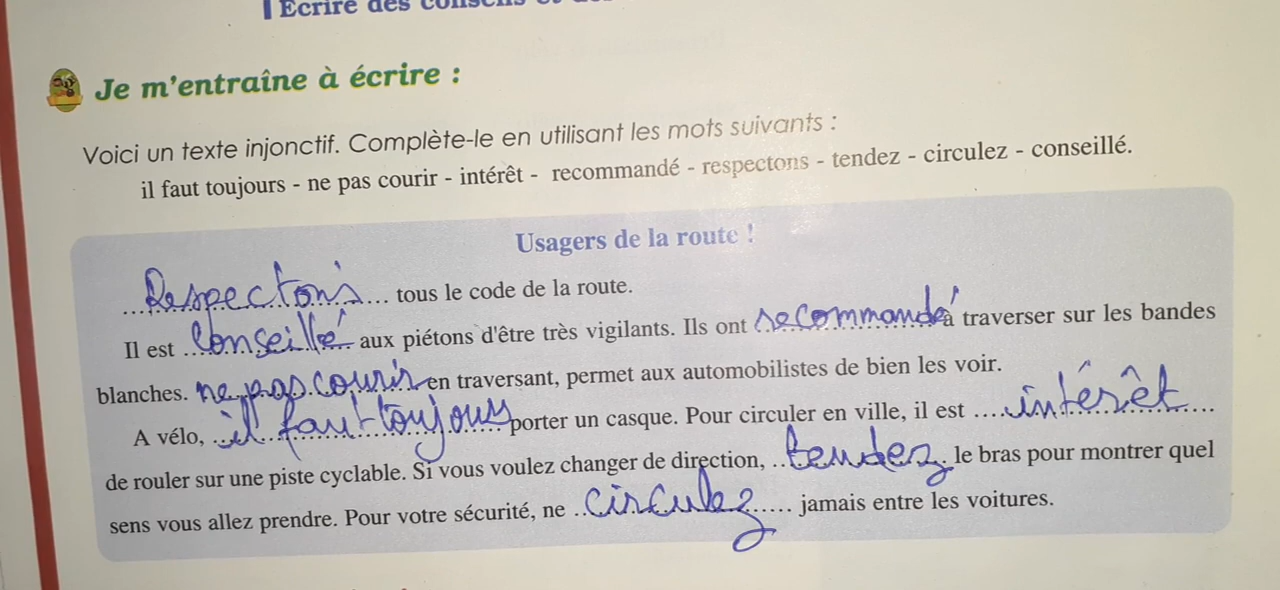 Ecrire des conseils et de
Je m'entraîne à écrire :
Voici un texte injonctif. Complète-le en utilisant les mots suivants :
il faut toujours - ne pas courir - intérêt - recommandé - respectons - tendez - circulez - conseillé.
Usagers de la route !
...Respectons... tous le code de la route.
Il est ...Conseillé... aux piétons d'être très vigilants. Ils ont recommandé à traverser sur les bandes
blanches. ne pas courir en traversant, permet aux automobilistes de bien les voir.
A vélo, ...il faut toujous porter un casque. Pour circuler en ville, il est ....intérêt...
de rouler sur une piste cyclable. Si vous voulez changer de direction, ..tendez.. le bras pour montrer quel
sens vous allez prendre. Pour votre sécurité, ne ..circulez...... jamais entre les voitures.